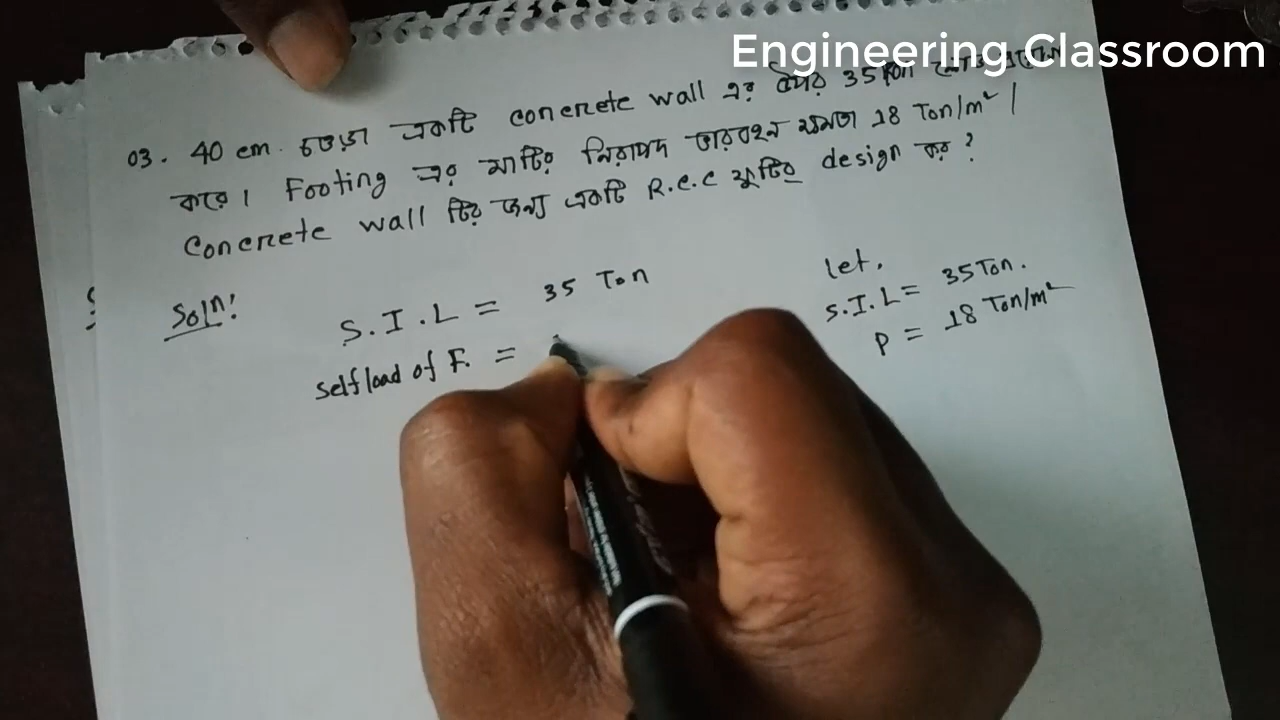 Engineering Classroom
03. 40 cm. চওড়া একটি concrete wall এর উপর 35 Ton
করে। Footing এর মাটির নিরাপদ ভারবহন ক্ষমতা 18 Ton/m² |
Concrete wall টির জন্য একটি R.C.C ফুটিং design কর ?
Soln:
S.I.L = 35 Ton
Self load of F. =
let,
S.I.L = 35 Ton.
P = 18 Ton/m²